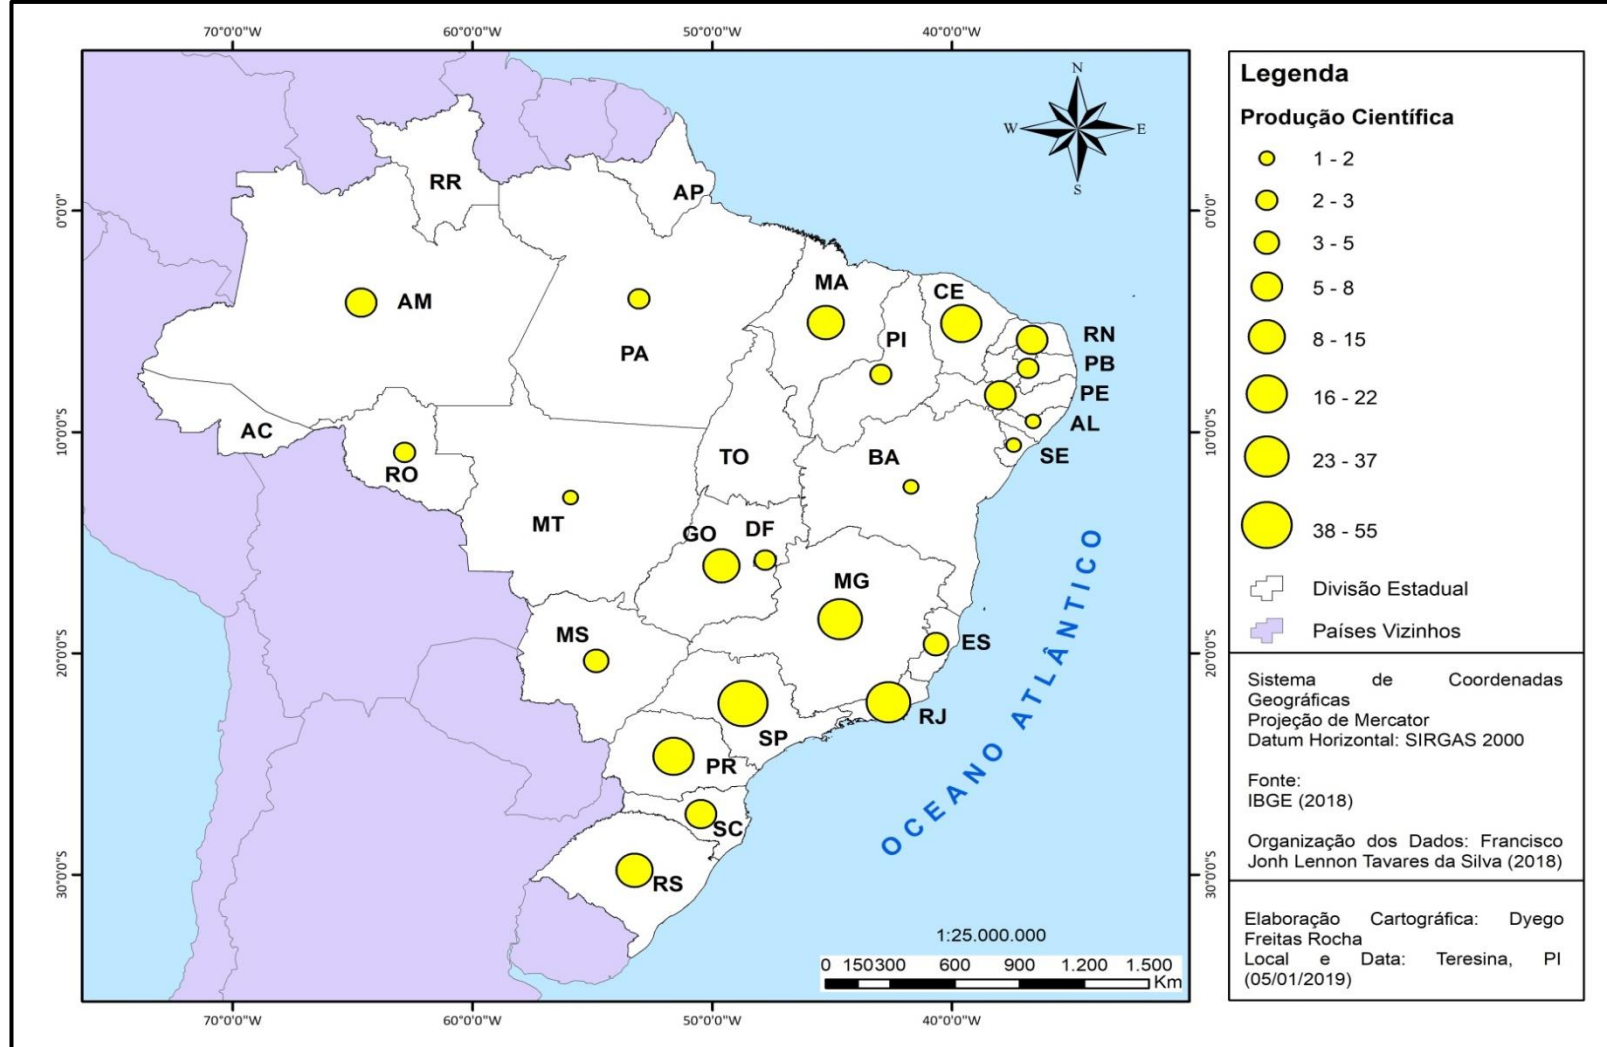 70°0'0"W 60°0'0"W 50°0'0"W 40°0'0"W
0°0'0"
10°0'0"S
20°0'0"S
30°0'0"S
N
W E
S
RR
AP
AM
PA
MA
CE
PI
RN
PB
PE
AL
SE
AC
RO
TO
BA
MT
GO
DF
MG
MS
ES
SP
RJ
PR
SC
RS
OCEANO ATLÂNTICO
1:25.000.000
0 150 300 600 900 1.200 1.500
Km
0°0'0"
10°0'0"S
20°0'0"S
30°0'0"S
70°0'0"W 60°0'0"W 50°0'0"W 40°0'0"W
Legenda
Produção Científica
1 - 2
2 - 3
3 - 5
5 - 8
8 - 15
16 - 22
23 - 37
38 - 55
Divisão Estadual
Países Vizinhos
Sistema de Coordenadas
Geográficas
Projeção de Mercator
Datum Horizontal: SIRGAS 2000
Fonte:
IBGE (2018)
Organização dos Dados: Francisco
Jonh Lennon Tavares da Silva (2018)
Elaboração Cartográfica: Dyego
Freitas Rocha
Local e Data: Teresina, PI
(05/01/2019)